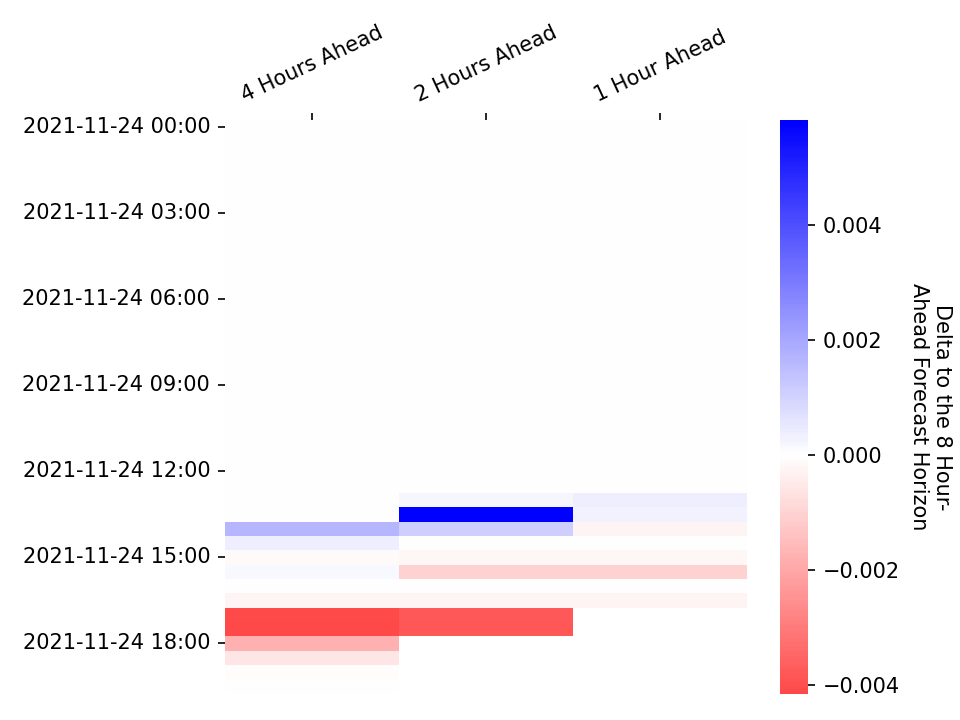 4 Hours Ahead
2 Hours Ahead
1 Hour Ahead
2021-11-24 00:00
2021-11-24 03:00
2021-11-24 06:00
2021-11-24 09:00
2021-11-24 12:00
2021-11-24 15:00
2021-11-24 18:00
0.004
0.002
0.000
−0.002
−0.004
Delta to the 8 Hour-
Ahead Forecast Horizon